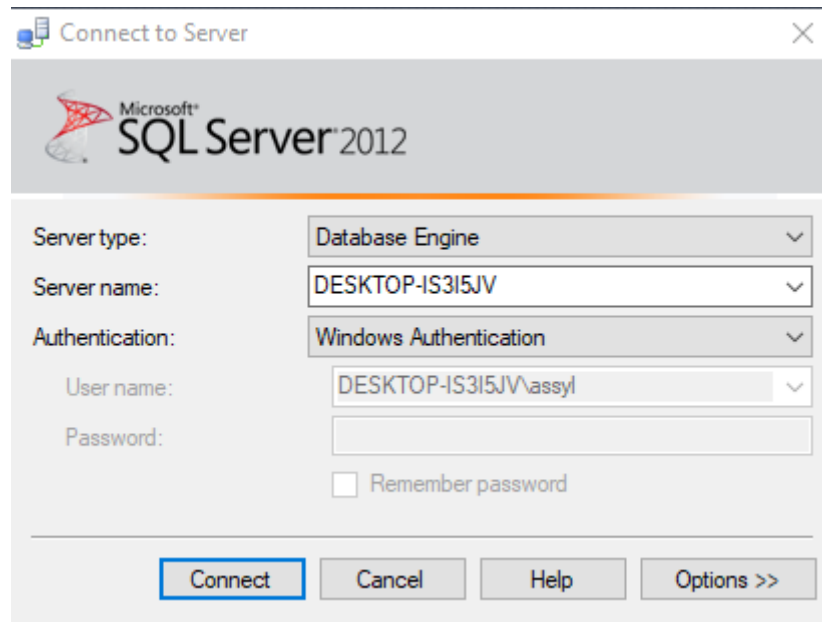 Connect to Server
Microsoft®
SQL Server® 2012
Server type: Database Engine
Server name: DESKTOP-IS3I5JV
Authentication: Windows Authentication
User name: DESKTOP-IS3I5JV\assyl
Password:
Remember password
Connect Cancel Help Options >>